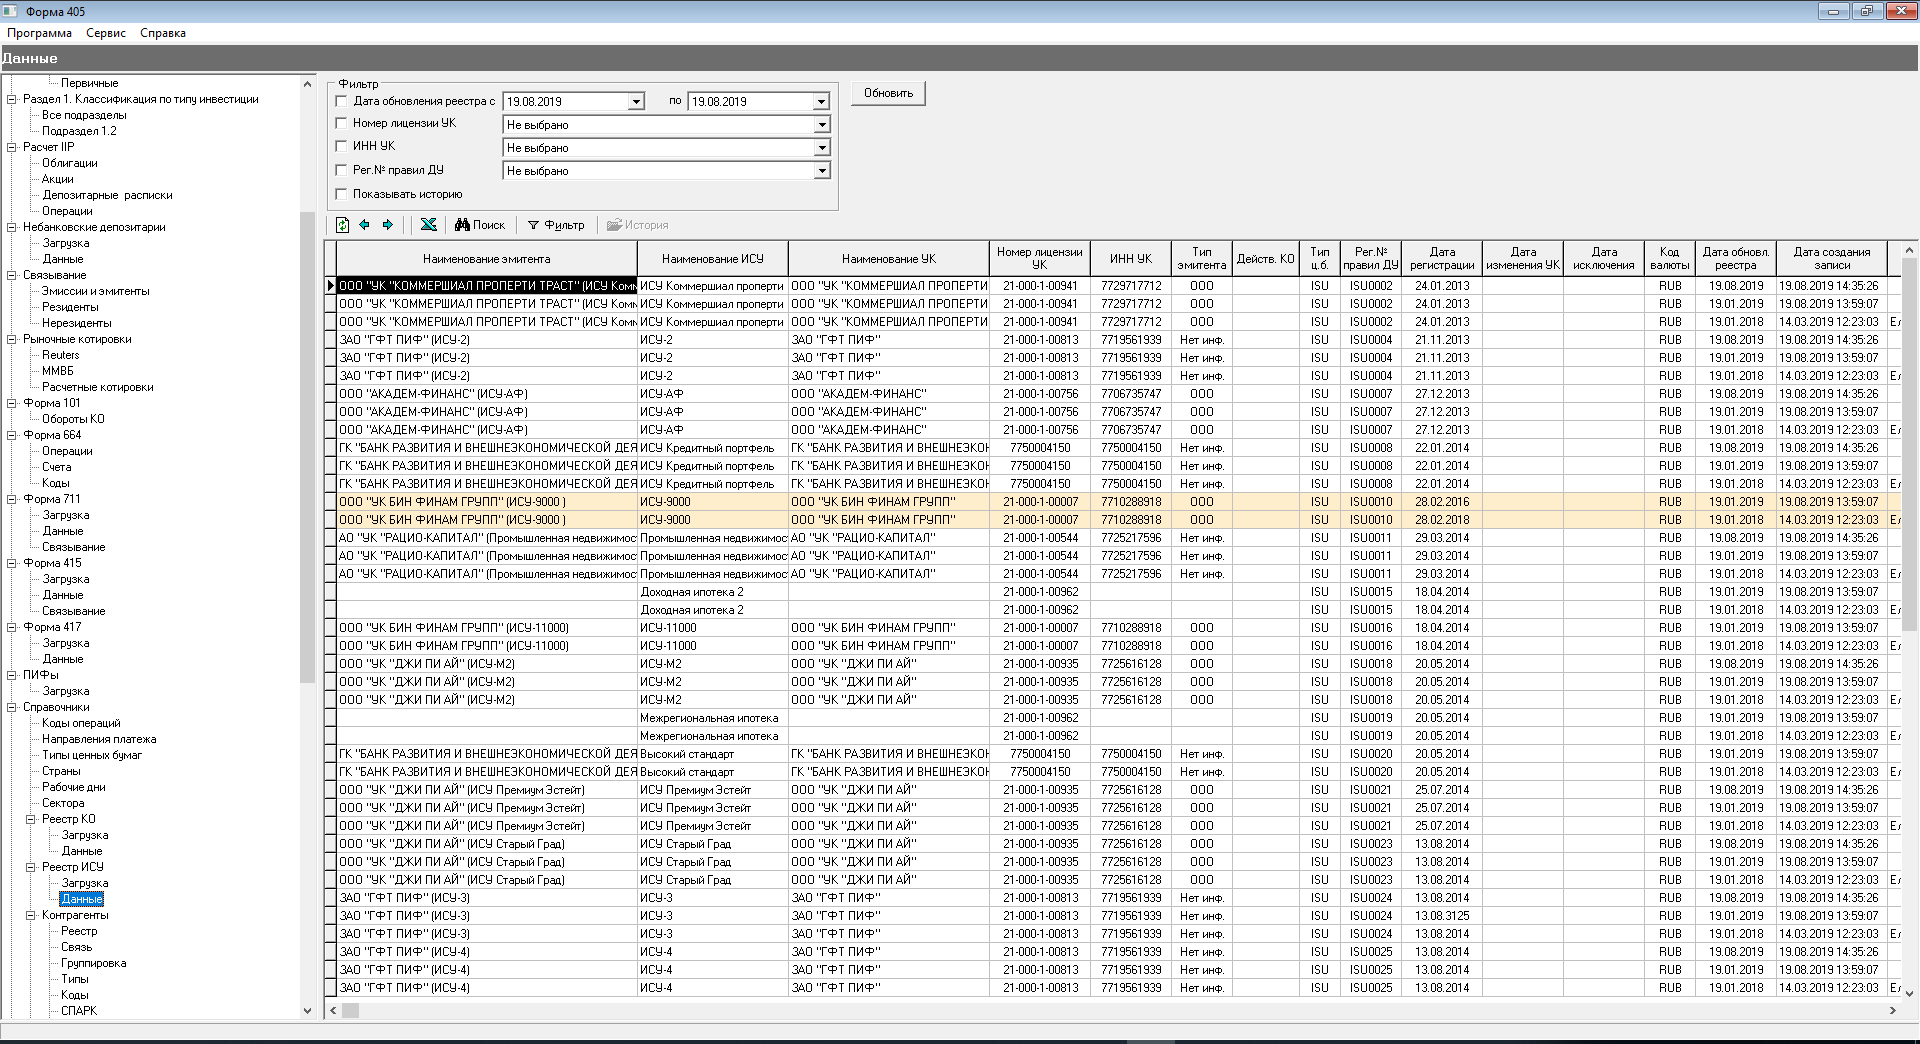 Форма 405
Программа Сервис Справка
Данные
Первичные
Раздел 1. Классификация по типу инвестиции
Все подразделы
Подраздел 1.2
Расчет IIP
Облигации
Акции
Депозитарные расписки
Операции
Небанковские депозитарии
Загрузка
Данные
Связывание
Эмиссии и эмитенты
Резиденты
Нерезиденты
Рыночные котировки
Reuters
ММВБ
Расчетные котировки
Форма 101
Обороты КО
Форма 664
Операции
Счета
Коды
Форма 711
Загрузка
Данные
Связывание
Форма 415
Загрузка
Данные
Связывание
Форма 417
Загрузка
Данные
ПИФы
Загрузка
Справочники
Коды операций
Направления платежа
Типы ценных бумаг
Страны
Рабочие дни
Сектора
Реестр КО
Загрузка
Данные
Реестр ИСУ
Загрузка
Данные
Контрагенты
Реестр
Связь
Группировка
Типы
Коды
СПАРК
Фильтр
Дата обновления реестра с 19.08.2019 по 19.08.2019 Обновить
Номер лицензии УК Не выбрано
ИНН УК Не выбрано
Рег.№ правил ДУ Не выбрано
Показывать историю
Поиск Фильтр История
Наименование эмитента Наименование ИСУ Наименование УК Номер лицензии УК ИНН УК Тип эмитента Действ. КО Тип ц.б. Рег.№ правил ДУ Дата регистрации Дата изменения УК Дата исключения Код валюты Дата обновл. реестра Дата создания записи
ООО "УК "КОММЕРШИАЛ ПРОПЕРТИ ТРАСТ" (ИСУ Комм ИСУ Коммершиал проперти ООО "УК "КОММЕРШИАЛ ПРОПЕРТИ 21-000-1-00941 7729717712 ООО ISU ISU0002 24.01.2013 RUB 19.08.2019 19.08.2019 14:35:26
ООО "УК "КОММЕРШИАЛ ПРОПЕРТИ ТРАСТ" (ИСУ Комм ИСУ Коммершиал проперти ООО "УК "КОММЕРШИАЛ ПРОПЕРТИ 21-000-1-00941 7729717712 ООО ISU ISU0002 24.01.2013 RUB 19.01.2019 19.08.2019 13:59:07
ООО "УК "КОММЕРШИАЛ ПРОПЕРТИ ТРАСТ" (ИСУ Комм ИСУ Коммершиал проперти ООО "УК "КОММЕРШИАЛ ПРОПЕРТИ 21-000-1-00941 7729717712 ООО ISU ISU0002 24.01.2013 RUB 19.01.2018 14.03.2019 12:23:03 Ел
ЗАО "ГФТ ПИФ" (ИСУ-2) ИСУ-2 ЗАО "ГФТ ПИФ" 21-000-1-00813 7719561939 Нет инф. ISU ISU0004 21.11.2013 RUB 19.08.2019 19.08.2019 14:35:26
ЗАО "ГФТ ПИФ" (ИСУ-2) ИСУ-2 ЗАО "ГФТ ПИФ" 21-000-1-00813 7719561939 Нет инф. ISU ISU0004 21.11.2013 RUB 19.01.2019 19.08.2019 13:59:07
ЗАО "ГФТ ПИФ" (ИСУ-2) ИСУ-2 ЗАО "ГФТ ПИФ" 21-000-1-00813 7719561939 Нет инф. ISU ISU0004 21.11.2013 RUB 19.01.2018 14.03.2019 12:23:03 Ел
ООО "АКАДЕМ-ФИНАНС" (ИСУ-АФ) ИСУ-АФ ООО "АКАДЕМ-ФИНАНС" 21-000-1-00756 7706735747 ООО ISU ISU0007 27.12.2013 RUB 19.08.2019 19.08.2019 14:35:26
ООО "АКАДЕМ-ФИНАНС" (ИСУ-АФ) ИСУ-АФ ООО "АКАДЕМ-ФИНАНС" 21-000-1-00756 7706735747 ООО ISU ISU0007 27.12.2013 RUB 19.01.2019 19.08.2019 13:59:07
ООО "АКАДЕМ-ФИНАНС" (ИСУ-АФ) ИСУ-АФ ООО "АКАДЕМ-ФИНАНС" 21-000-1-00756 7706735747 ООО ISU ISU0007 27.12.2013 RUB 19.01.2018 14.03.2019 12:23:03 Ел
ГК "БАНК РАЗВИТИЯ И ВНЕШНЕЭКОНОМИЧЕСКОЙ ДЕЯ ИСУ Кредитный портфель ГК "БАНК РАЗВИТИЯ И ВНЕШНЕЭКОН 7750004150 7750004150 Нет инф. ISU ISU0008 22.01.2014 RUB 19.08.2019 19.08.2019 14:35:26
ГК "БАНК РАЗВИТИЯ И ВНЕШНЕЭКОНОМИЧЕСКОЙ ДЕЯ ИСУ Кредитный портфель ГК "БАНК РАЗВИТИЯ И ВНЕШНЕЭКОН 7750004150 7750004150 Нет инф. ISU ISU0008 22.01.2014 RUB 19.01.2019 19.08.2019 13:59:07
ГК "БАНК РАЗВИТИЯ И ВНЕШНЕЭКОНОМИЧЕСКОЙ ДЕЯ ИСУ Кредитный портфель ГК "БАНК РАЗВИТИЯ И ВНЕШНЕЭКОН 7750004150 7750004150 Нет инф. ISU ISU0008 22.01.2014 RUB 19.01.2018 14.03.2019 12:23:03 Ел
ООО "УК БИН ФИНАМ ГРУПП" (ИСУ-9000 ) ИСУ-9000 ООО "УК БИН ФИНАМ ГРУПП" 21-000-1-00007 7710288918 ООО ISU ISU0010 28.02.2016 RUB 19.01.2019 19.08.2019 13:59:07
ООО "УК БИН ФИНАМ ГРУПП" (ИСУ-9000 ) ИСУ-9000 ООО "УК БИН ФИНАМ ГРУПП" 21-000-1-00007 7710288918 ООО ISU ISU0010 28.02.2018 RUB 19.01.2018 14.03.2019 12:23:03 Ел
АО "УК "РАЦИО-КАПИТАЛ" (Промышленная недвижимос Промышленная недвижимос АО "УК "РАЦИО-КАПИТАЛ" 21-000-1-00544 7725217596 Нет инф. ISU ISU0011 29.03.2014 RUB 19.08.2019 19.08.2019 14:35:26
АО "УК "РАЦИО-КАПИТАЛ" (Промышленная недвижимос Промышленная недвижимос АО "УК "РАЦИО-КАПИТАЛ" 21-000-1-00544 7725217596 Нет инф. ISU ISU0011 29.03.2014 RUB 19.01.2019 19.08.2019 13:59:07
АО "УК "РАЦИО-КАПИТАЛ" (Промышленная недвижимос Промышленная недвижимос АО "УК "РАЦИО-КАПИТАЛ" 21-000-1-00544 7725217596 Нет инф. ISU ISU0011 29.03.2014 RUB 19.01.2018 14.03.2019 12:23:03 Ел
Доходная ипотека 2 21-000-1-00962 ISU ISU0015 18.04.2014 RUB 19.01.2019 19.08.2019 13:59:07
Доходная ипотека 2 21-000-1-00962 ISU ISU0015 18.04.2014 RUB 19.01.2018 14.03.2019 12:23:03 Ел
ООО "УК БИН ФИНАМ ГРУПП" (ИСУ-11000) ИСУ-11000 ООО "УК БИН ФИНАМ ГРУПП" 21-000-1-00007 7710288918 ООО ISU ISU0016 18.04.2014 RUB 19.01.2019 19.08.2019 13:59:07
ООО "УК БИН ФИНАМ ГРУПП" (ИСУ-11000) ИСУ-11000 ООО "УК БИН ФИНАМ ГРУПП" 21-000-1-00007 7710288918 ООО ISU ISU0016 18.04.2014 RUB 19.01.2018 14.03.2019 12:23:03 Ел
ООО "УК "ДЖИ ПИ АЙ" (ИСУ-М2) ИСУ-М2 ООО "УК "ДЖИ ПИ АЙ" 21-000-1-00935 7725616128 ООО ISU ISU0018 20.05.2014 RUB 19.08.2019 19.08.2019 14:35:26
ООО "УК "ДЖИ ПИ АЙ" (ИСУ-М2) ИСУ-М2 ООО "УК "ДЖИ ПИ АЙ" 21-000-1-00935 7725616128 ООО ISU ISU0018 20.05.2014 RUB 19.01.2019 19.08.2019 13:59:07
ООО "УК "ДЖИ ПИ АЙ" (ИСУ-М2) ИСУ-М2 ООО "УК "ДЖИ ПИ АЙ" 21-000-1-00935 7725616128 ООО ISU ISU0018 20.05.2014 RUB 19.01.2018 14.03.2019 12:23:03 Ел
Межрегиональная ипотека 21-000-1-00962 ISU ISU0019 20.05.2014 RUB 19.01.2019 19.08.2019 13:59:07
Межрегиональная ипотека 21-000-1-00962 ISU ISU0019 20.05.2014 RUB 19.01.2018 14.03.2019 12:23:03 Ел
ГК "БАНК РАЗВИТИЯ И ВНЕШНЕЭКОНОМИЧЕСКОЙ ДЕЯ Высокий стандарт ГК "БАНК РАЗВИТИЯ И ВНЕШНЕЭКОН 7750004150 7750004150 Нет инф. ISU ISU0020 20.05.2014 RUB 19.01.2019 19.08.2019 13:59:07
ГК "БАНК РАЗВИТИЯ И ВНЕШНЕЭКОНОМИЧЕСКОЙ ДЕЯ Высокий стандарт ГК "БАНК РАЗВИТИЯ И ВНЕШНЕЭКОН 7750004150 7750004150 Нет инф. ISU ISU0020 20.05.2014 RUB 19.01.2018 14.03.2019 12:23:03 Ел
ООО "УК "ДЖИ ПИ АЙ" (ИСУ Премиум Эстейт) ИСУ Премиум Эстейт ООО "УК "ДЖИ ПИ АЙ" 21-000-1-00935 7725616128 ООО ISU ISU0021 25.07.2014 RUB 19.08.2019 19.08.2019 14:35:26
ООО "УК "ДЖИ ПИ АЙ" (ИСУ Премиум Эстейт) ИСУ Премиум Эстейт ООО "УК "ДЖИ ПИ АЙ" 21-000-1-00935 7725616128 ООО ISU ISU0021 25.07.2014 RUB 19.01.2019 19.08.2019 13:59:07
ООО "УК "ДЖИ ПИ АЙ" (ИСУ Премиум Эстейт) ИСУ Премиум Эстейт ООО "УК "ДЖИ ПИ АЙ" 21-000-1-00935 7725616128 ООО ISU ISU0021 25.07.2014 RUB 19.01.2018 14.03.2019 12:23:03 Ел
ООО "УК "ДЖИ ПИ АЙ" (ИСУ Старый Град) ИСУ Старый Град ООО "УК "ДЖИ ПИ АЙ" 21-000-1-00935 7725616128 ООО ISU ISU0023 13.08.2014 RUB 19.08.2019 19.08.2019 14:35:26
ООО "УК "ДЖИ ПИ АЙ" (ИСУ Старый Град) ИСУ Старый Град ООО "УК "ДЖИ ПИ АЙ" 21-000-1-00935 7725616128 ООО ISU ISU0023 13.08.2014 RUB 19.01.2019 19.08.2019 13:59:07
ООО "УК "ДЖИ ПИ АЙ" (ИСУ Старый Град) ИСУ Старый Град ООО "УК "ДЖИ ПИ АЙ" 21-000-1-00935 7725616128 ООО ISU ISU0023 13.08.2014 RUB 19.01.2018 14.03.2019 12:23:03 Ел
ЗАО "ГФТ ПИФ" (ИСУ-3) ИСУ-3 ЗАО "ГФТ ПИФ" 21-000-1-00813 7719561939 Нет инф. ISU ISU0024 13.08.2014 RUB 19.08.2019 19.08.2019 14:35:26
ЗАО "ГФТ ПИФ" (ИСУ-3) ИСУ-3 ЗАО "ГФТ ПИФ" 21-000-1-00813 7719561939 Нет инф. ISU ISU0024 13.08.3125 RUB 19.01.2019 19.08.2019 13:59:07
ЗАО "ГФТ ПИФ" (ИСУ-3) ИСУ-3 ЗАО "ГФТ ПИФ" 21-000-1-00813 7719561939 Нет инф. ISU ISU0024 13.08.2014 RUB 19.01.2018 14.03.2019 12:23:03 Ел
ЗАО "ГФТ ПИФ" (ИСУ-4) ИСУ-4 ЗАО "ГФТ ПИФ" 21-000-1-00813 7719561939 Нет инф. ISU ISU0025 13.08.2014 RUB 19.08.2019 19.08.2019 14:35:26
ЗАО "ГФТ ПИФ" (ИСУ-4) ИСУ-4 ЗАО "ГФТ ПИФ" 21-000-1-00813 7719561939 Нет инф. ISU ISU0025 13.08.2014 RUB 19.01.2019 19.08.2019 13:59:07
ЗАО "ГФТ ПИФ" (ИСУ-4) ИСУ-4 ЗАО "ГФТ ПИФ" 21-000-1-00813 7719561939 Нет инф. ISU ISU0025 13.08.2014 RUB 19.01.2018 14.03.2019 12:23:03 Ел